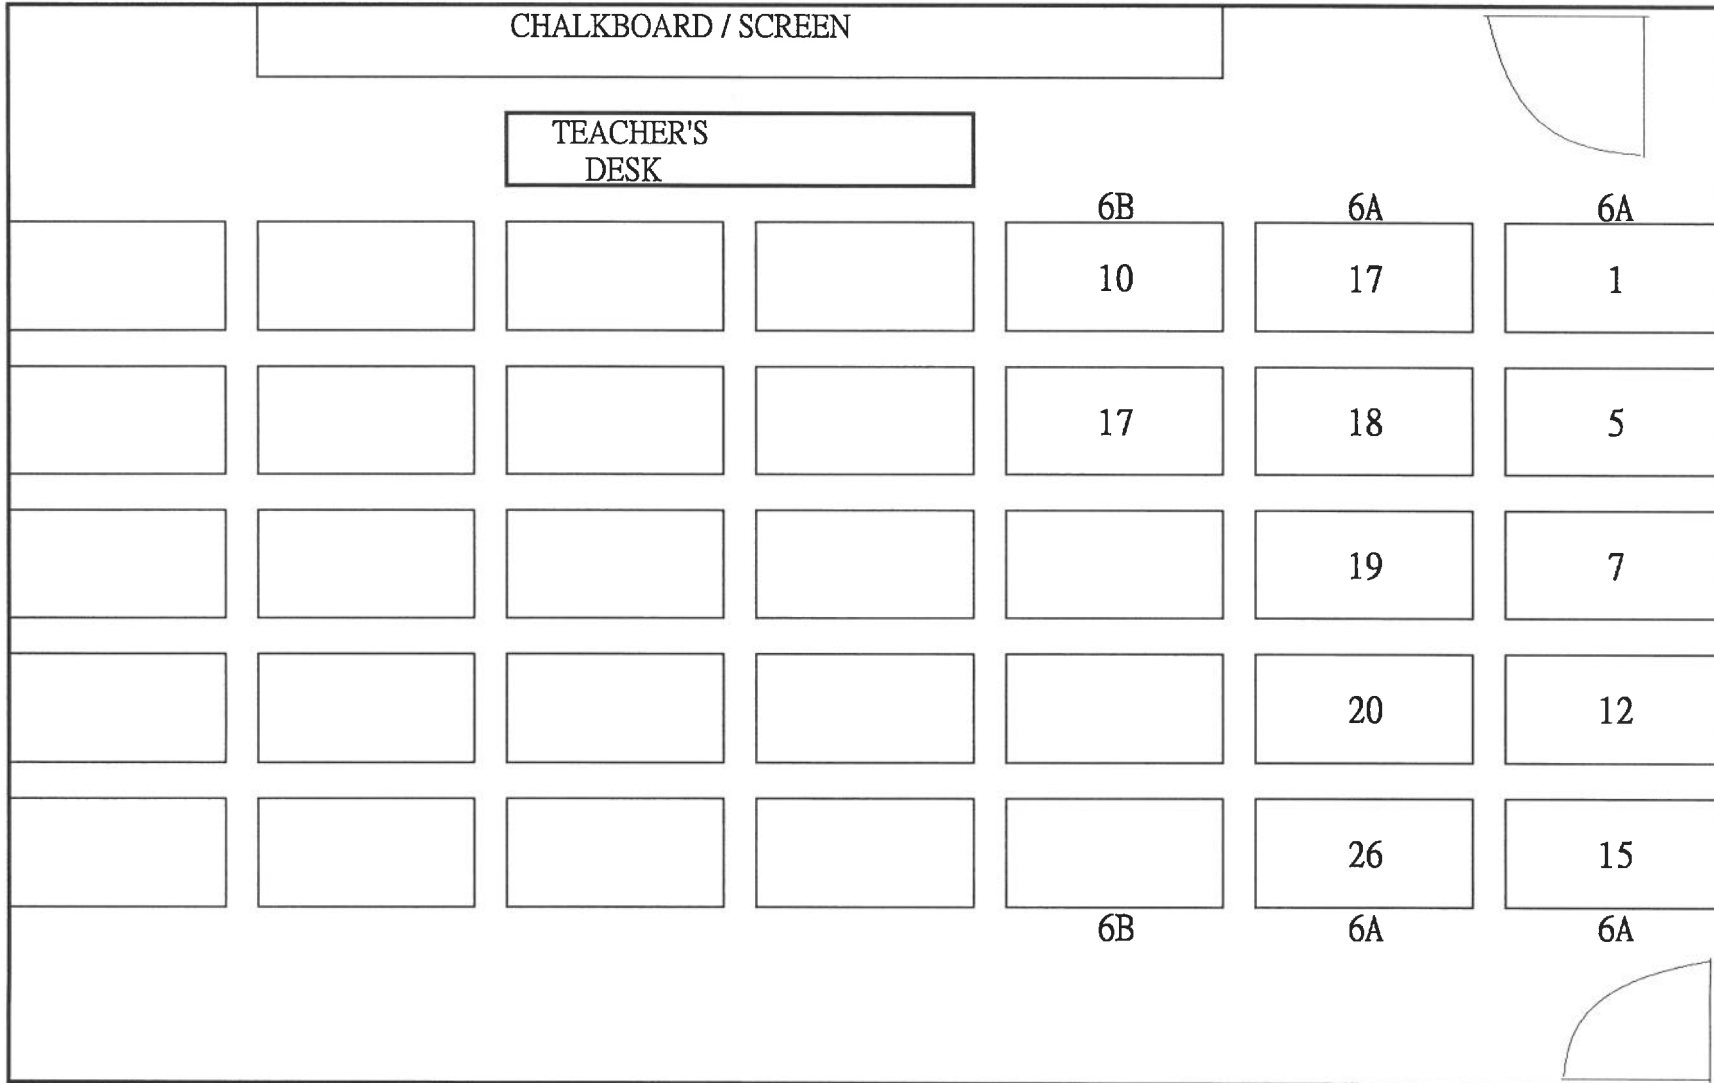 CHALKBOARD / SCREEN
TEACHER'S
DESK
6B 6A 6A
10 17 1
17 18 5
19 7
20 12
26 15
6B 6A 6A